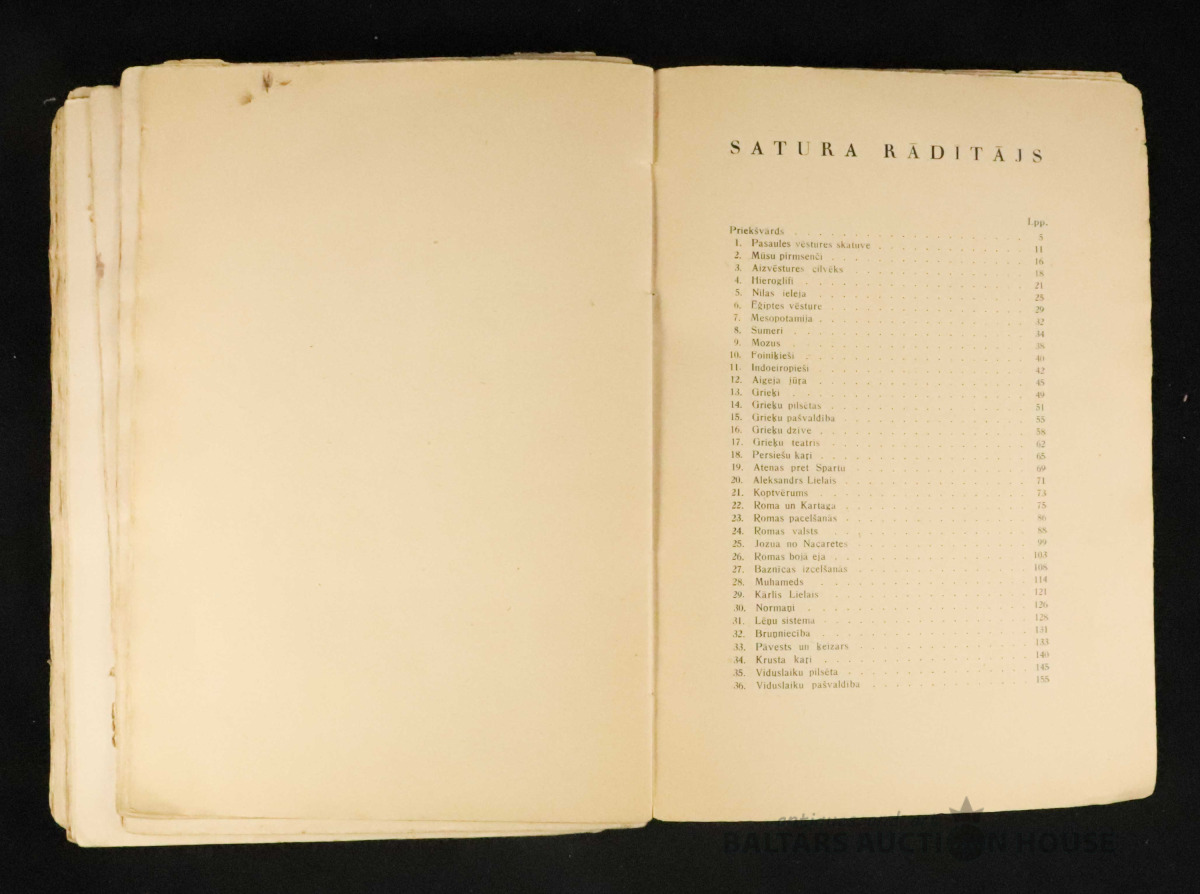 SATURA RĀDĪTĀJS
Lpp.
Priekšvārds 5
1. Pasaules vēstures skatuve 11
2. Mūsu pirmsenči 16
3. Aizvēstures cilvēks 18
4. Hieroglifi 21
5. Nīlas ieleja 25
6. Ēģiptes vēsture 29
7. Mesopotamija 32
8. Sumeri 34
9. Mozus 38
10. Foiniķieši 40
11. Indoeiropieši 42
12. Aigeja jūŗa 45
13. Grieķi 49
14. Grieķu pilsētas 51
15. Grieķu pašvaldība 55
16. Grieķu dzīve 58
17. Grieķu teatris 62
18. Persiešu kaŗi 65
19. Atēnas pret Spartu 69
20. Aleksandrs Lielais 71
21. Koptvērums 73
22. Roma un Kartāga 75
23. Romas pacelšanās 86
24. Romas valsts 88
25. Jozua no Nacaretes 99
26. Romas bojā eja 103
27. Baznīcas izcelšanās 108
28. Muhameds 114
29. Kārlis Lielais 121
30. Normaņi 126
31. Lēņu sistēma 128
32. Bruņniecība 131
33. Pāvests un ķeizars 133
34. Krusta kaŗi 140
35. Viduslaiku pilsēta 145
36. Viduslaiku pašvaldība 155
BALTARS AUCTION HOUSE